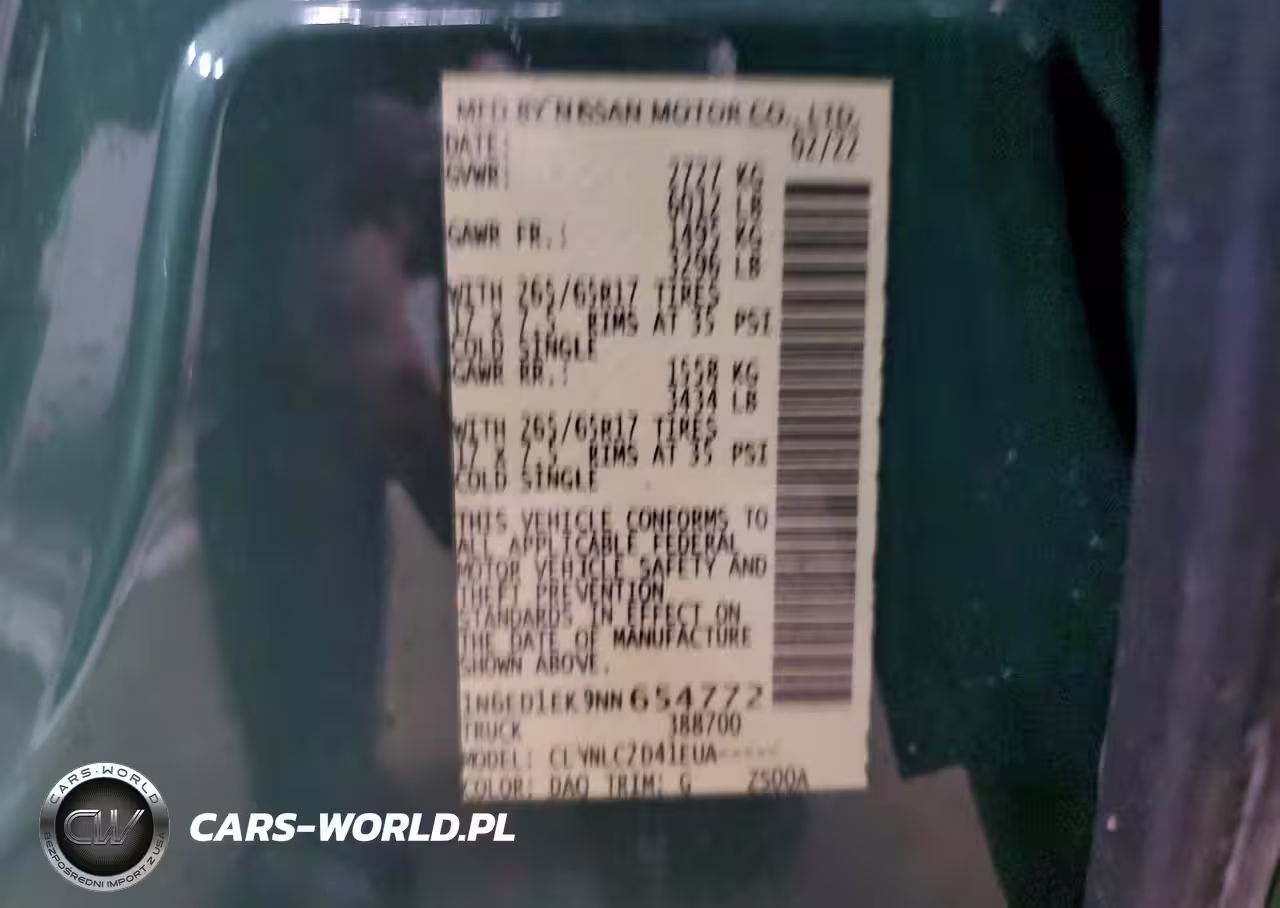 MFD BY NISSAN MOTOR CO., LTD.
DATE: 02/22
GVWR: 2727 KG
6012 LB
GAWR FR.: 1495 KG
3296 LB
WITH 265/65R17 TIRES
17 X 7.5 RIMS AT 35 PSI
COLD SINGLE
GAWR RR.: 1558 KG
3434 LB
WITH 265/65R17 TIRES
17 X 7.5 RIMS AT 35 PSI
COLD SINGLE
THIS VEHICLE CONFORMS TO
ALL APPLICABLE FEDERAL
MOTOR VEHICLE SAFETY AND
THEFT PREVENTION
STANDARDS IN EFFECT ON
THE DATE OF MANUFACTURE
SHOWN ABOVE.
1N6ED1EK9NN654772
TRUCK
MODEL:
COLOR: DAQ TRIM: G
CARS-WORLD
CW
BEZPOŚREDNI IMPORT Z USA
CARS-WORLD.PL